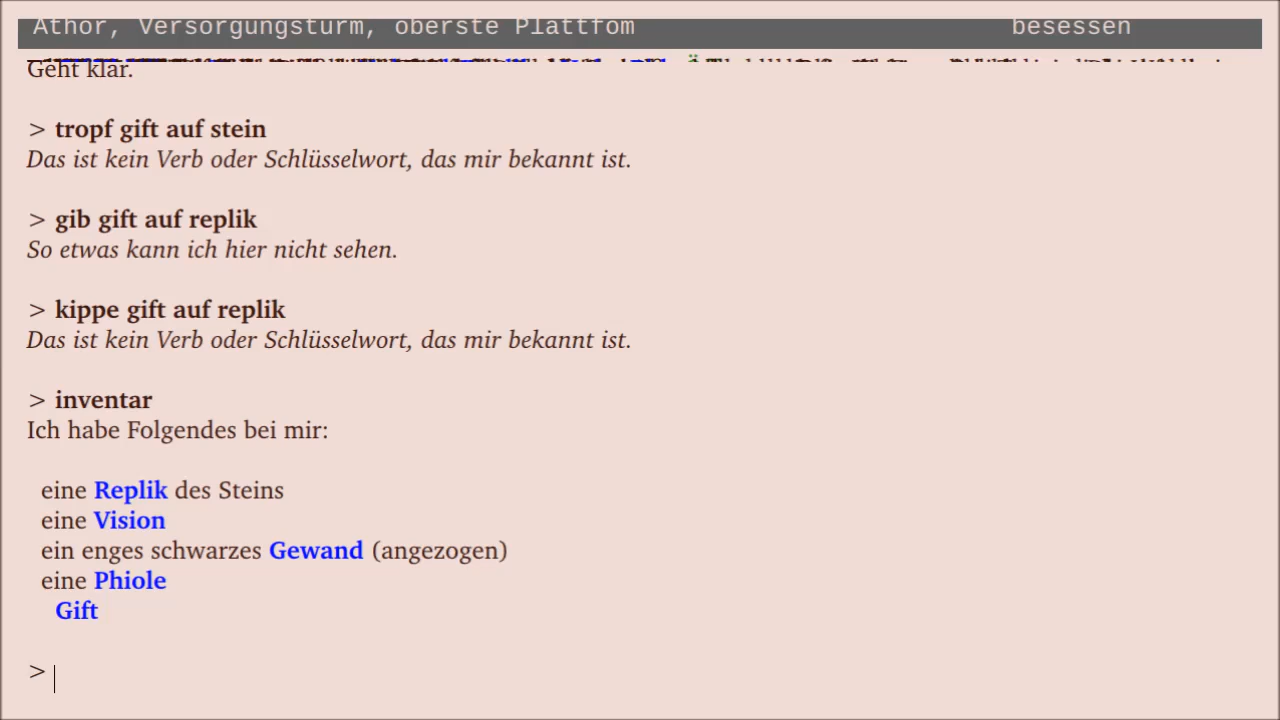 Athor, Versorgungsturm, oberste Plattfom besessen
Geht klar.
> tropf gift auf stein
Das ist kein Verb oder Schlüsselwort, das mir bekannt ist.
> gib gift auf replik
So etwas kann ich hier nicht sehen.
> kippe gift auf replik
Das ist kein Verb oder Schlüsselwort, das mir bekannt ist.
> inventar
Ich habe Folgendes bei mir:
eine Replik des Steins
eine Vision
ein enges schwarzes Gewand (angezogen)
eine Phiole
Gift
>